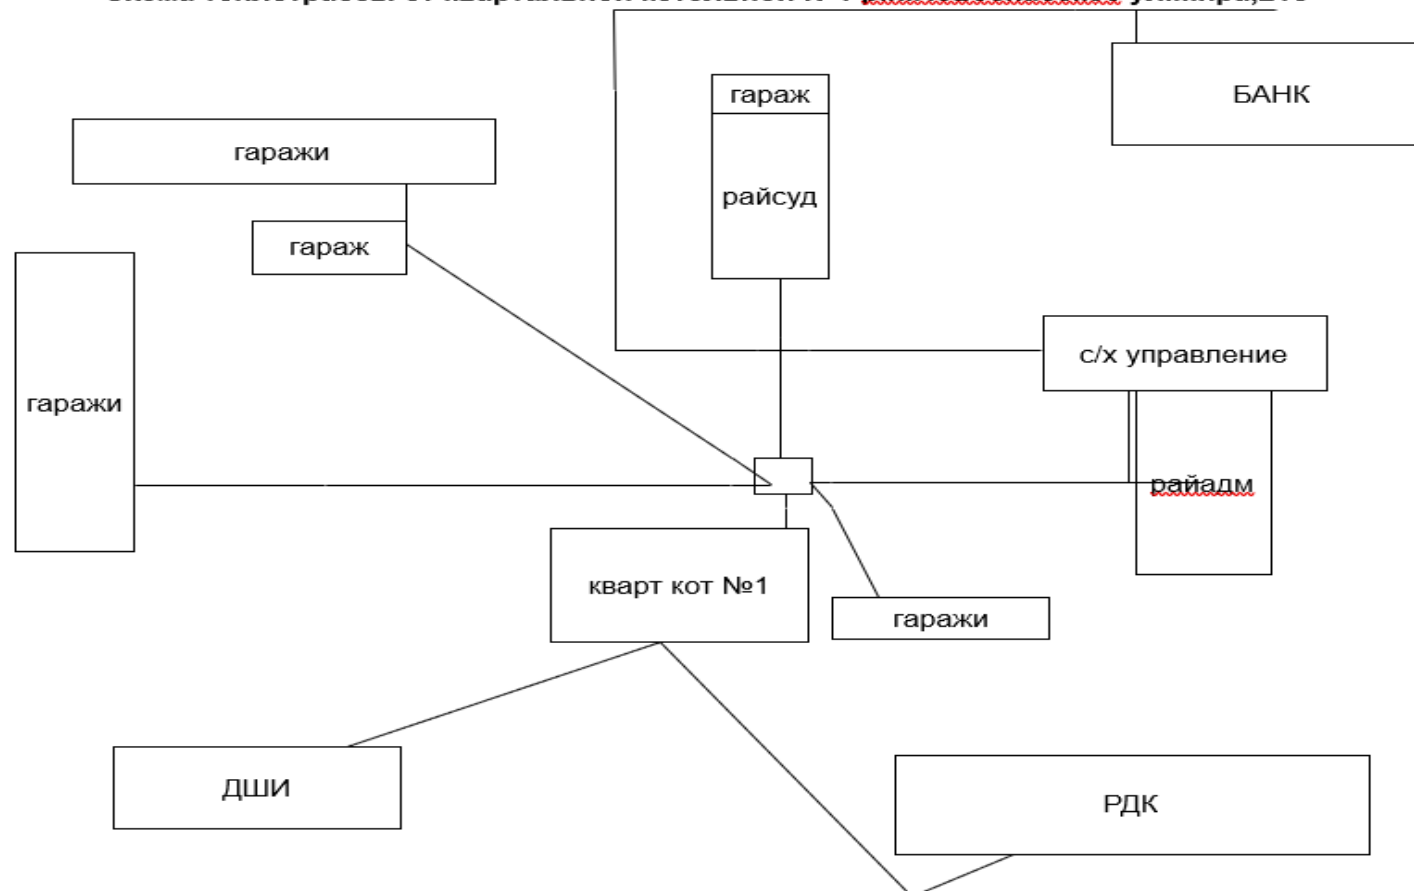 гараж
БАНК
гаражи
райсуд
гараж
с/х управление
гаражи
райадм
кварт кот №1
гаражи
ДШИ
РДК